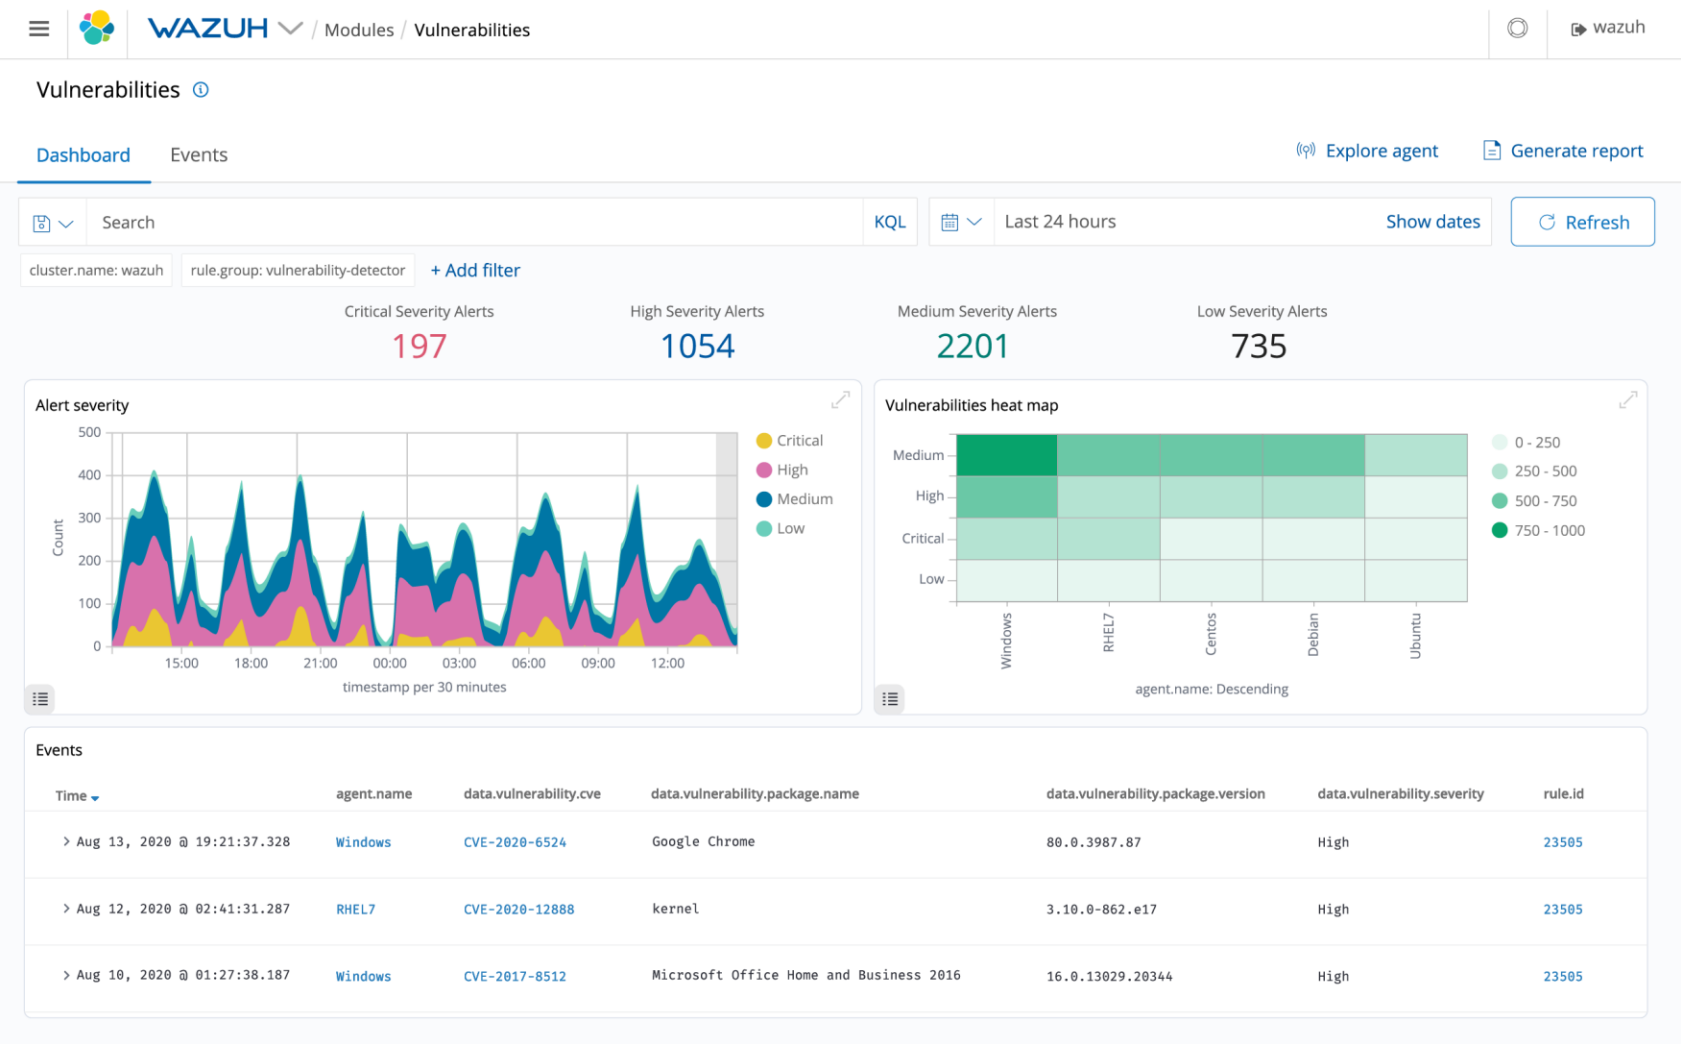 WAZUH / Modules / Vulnerabilities
wazuh
Vulnerabilities
Dashboard Events
Explore agent Generate report
Search KQL
Last 24 hours Show dates
Refresh
cluster.name: wazuh rule.group: vulnerability-detector + Add filter
Critical Severity Alerts High Severity Alerts Medium Severity Alerts Low Severity Alerts
197 1054 2201 735
Alert severity
500
400
300
200
100
0
Count
15:00 18:00 21:00 00:00 03:00 06:00 09:00 12:00
timestamp per 30 minutes
Critical
High
Medium
Low
Vulnerabilities heat map
Medium
High
Critical
Low
Windows RHEL7 Centos Debian Ubuntu
agent.name: Descending
0 - 250
250 - 500
500 - 750
750 - 1000
Events
Time agent.name data.vulnerability.cve data.vulnerability.package.name data.vulnerability.package.version data.vulnerability.severity rule.id
> Aug 13, 2020 @ 19:21:37.328 Windows CVE-2020-6524 Google Chrome 80.0.3987.87 High 23505
> Aug 12, 2020 @ 02:41:31.287 RHEL7 CVE-2020-12888 kernel 3.10.0-862.e17 High 23505
> Aug 10, 2020 @ 01:27:38.187 Windows CVE-2017-8512 Microsoft Office Home and Business 2016 16.0.13029.20344 High 23505